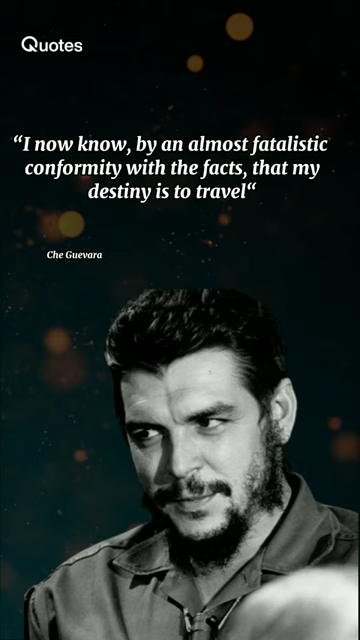 Quotes
“I now know, by an almost fatalistic
conformity with the facts, that my
destiny is to travel“
Che Guevara